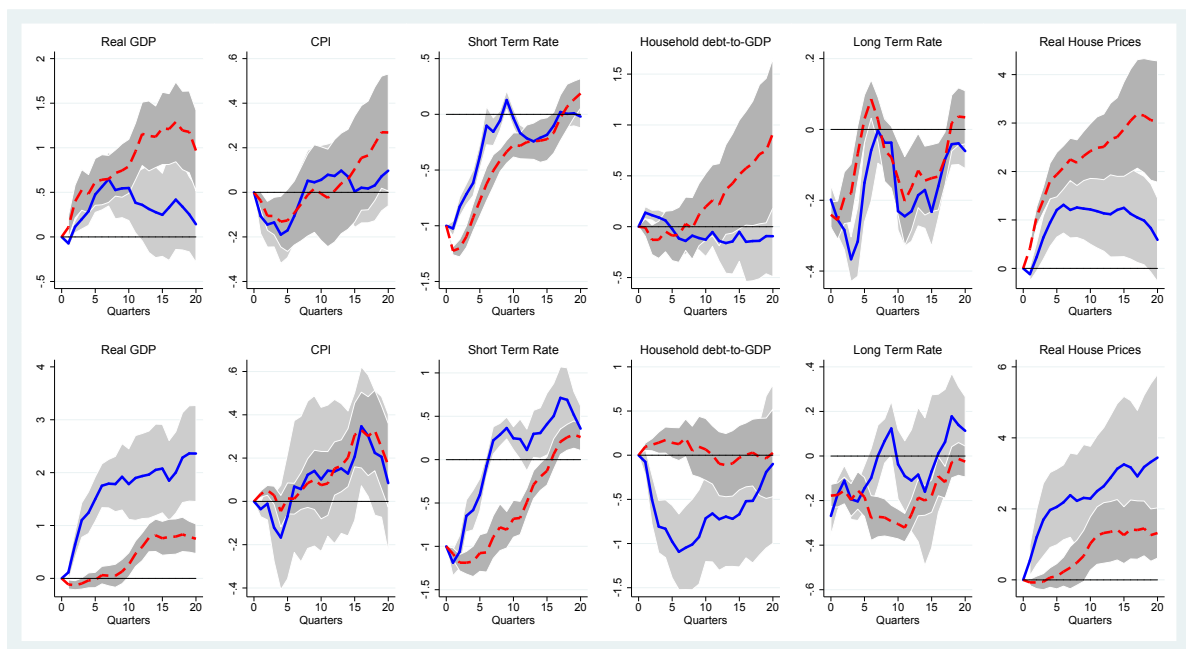 Real GDP
2
1.5
1
.5
0
-.5
0 5 10 15 20
Quarters
CPI
.6
.4
.2
0
-.2
-.4
0 5 10 15 20
Quarters
Short Term Rate
.5
0
-.5
-1
-1.5
0 5 10 15 20
Quarters
Household debt-to-GDP
1.5
1
.5
0
-.5
0 5 10 15 20
Quarters
Long Term Rate
.2
0
-.2
-.4
0 5 10 15 20
Quarters
Real House Prices
4
3
2
1
0
0 5 10 15 20
Quarters
Real GDP
4
3
2
1
0
0 5 10 15 20
Quarters
CPI
.6
.4
.2
0
-.2
-.4
0 5 10 15 20
Quarters
Short Term Rate
1
.5
0
-.5
-1
-1.5
0 5 10 15 20
Quarters
Household debt-to-GDP
1
.5
0
-.5
-1
-1.5
0 5 10 15 20
Quarters
Long Term Rate
.4
.2
0
-.2
-.4
-.6
0 5 10 15 20
Quarters
Real House Prices
6
4
2
0
0 5 10 15 20
Quarters